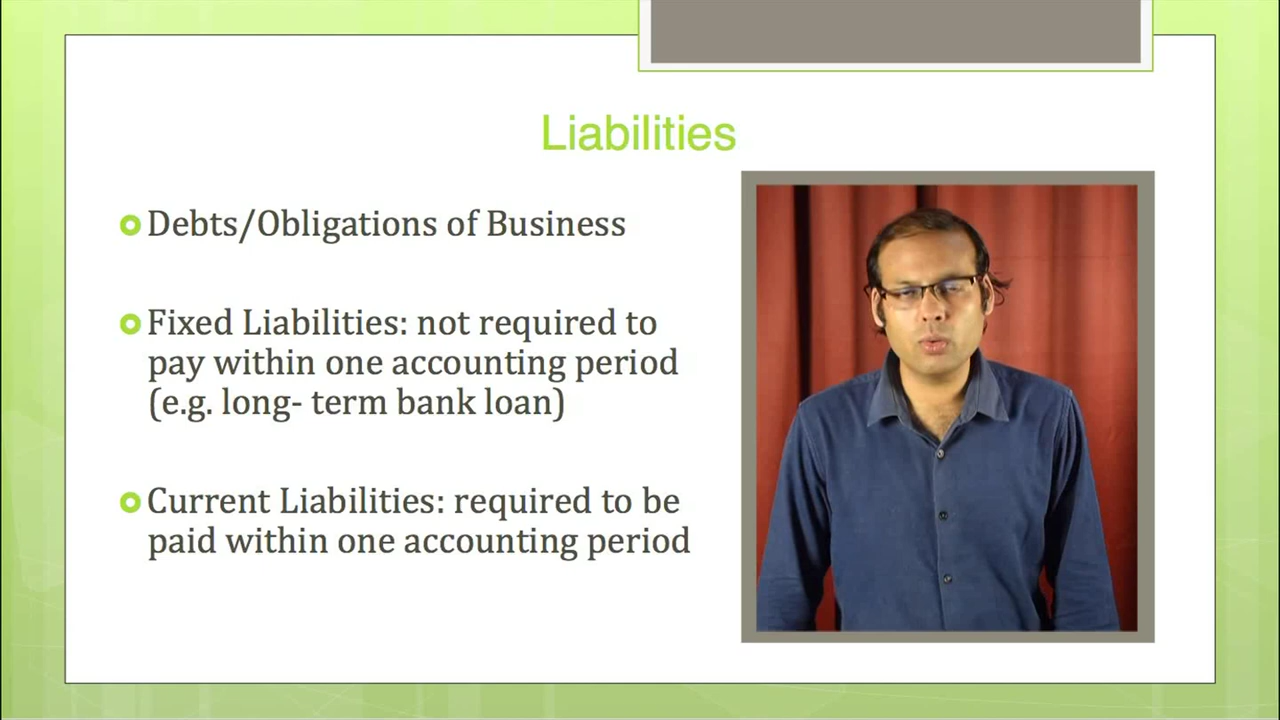 Liabilities
Debts/Obligations of Business
Fixed Liabilities: not required to
pay within one accounting period
(e.g. long- term bank loan)
Current Liabilities: required to be
paid within one accounting period